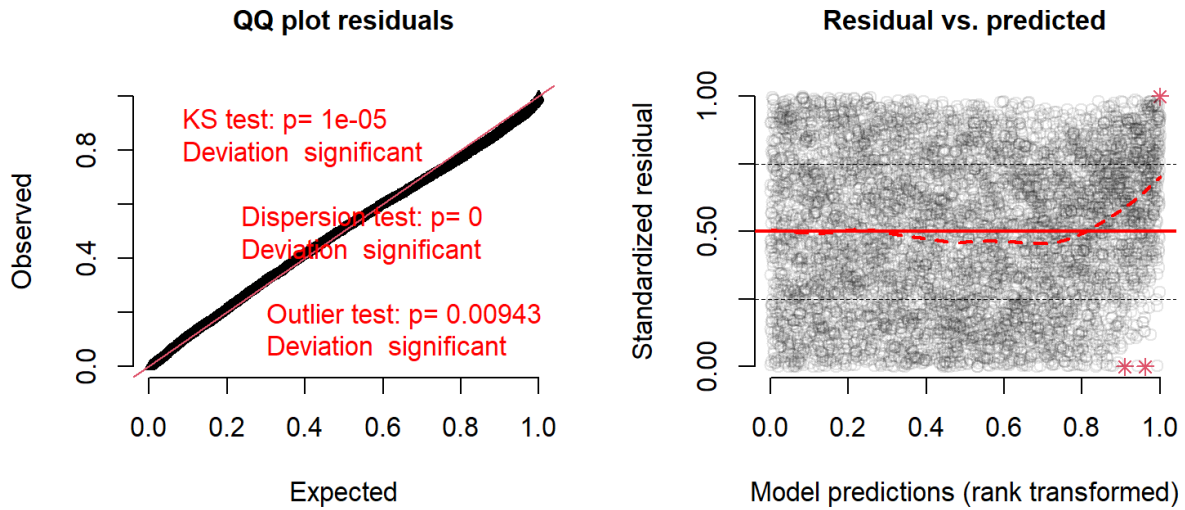 QQ plot residuals
KS test: p= 1e-05
Deviation  significant
Dispersion test: p= 0
Deviation  significant
Outlier test: p= 0.00943
Deviation  significant
Observed
0.0
0.4
0.8
0.0 0.2 0.4 0.6 0.8 1.0
Expected
Residual vs. predicted
Standardized residual
0.00
0.25
0.50
1.00
0.0 0.2 0.4 0.6 0.8 1.0
Model predictions (rank transformed)